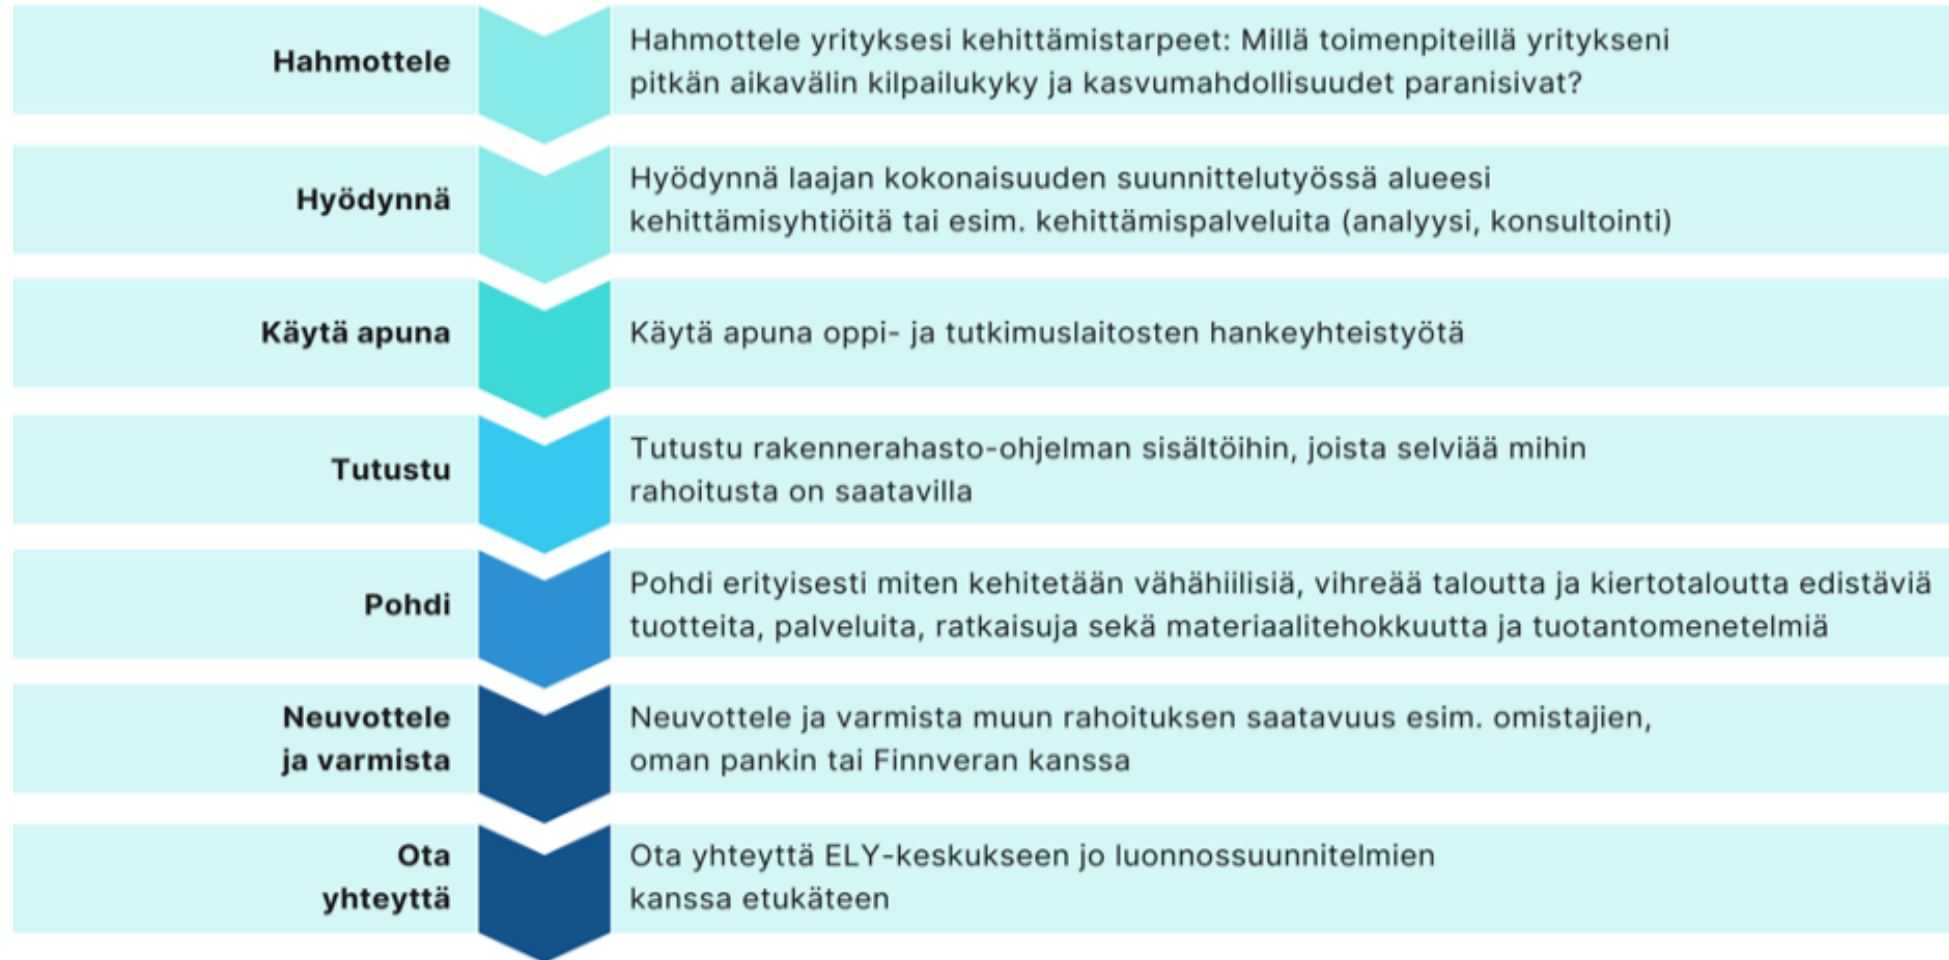 Hahmottele
Hahmottele yrityksesi kehittämistarpeet: Millä toimenpiteillä yritykseni
pitkän aikavälin kilpailukyky ja kasvumahdollisuudet paranisivat?
Hyödynnä
Hyödynnä laajan kokonaisuuden suunnittelutyössä alueesi
kehittämisyhtiöitä tai esim. kehittämispalveluita (analyysi, konsultointi)
Käytä apuna
Käytä apuna oppi- ja tutkimuslaitosten hankeyhteistyötä
Tutustu
Tutustu rakennerahasto-ohjelman sisältöihin, joista selviää mihin
rahoitusta on saatavilla
Pohdi
Pohdi erityisesti miten kehitetään vähähiilisiä, vihreää taloutta ja kiertotaloutta edistäviä
tuotteita, palveluita, ratkaisuja sekä materiaalitehokkuutta ja tuotantomenetelmiä
Neuvottele
ja varmista
Neuvottele ja varmista muun rahoituksen saatavuus esim. omistajien,
oman pankin tai Finnveran kanssa
Ota
yhteyttä
Ota yhteyttä ELY-keskukseen jo luonnossuunnitelmien
kanssa etukäteen